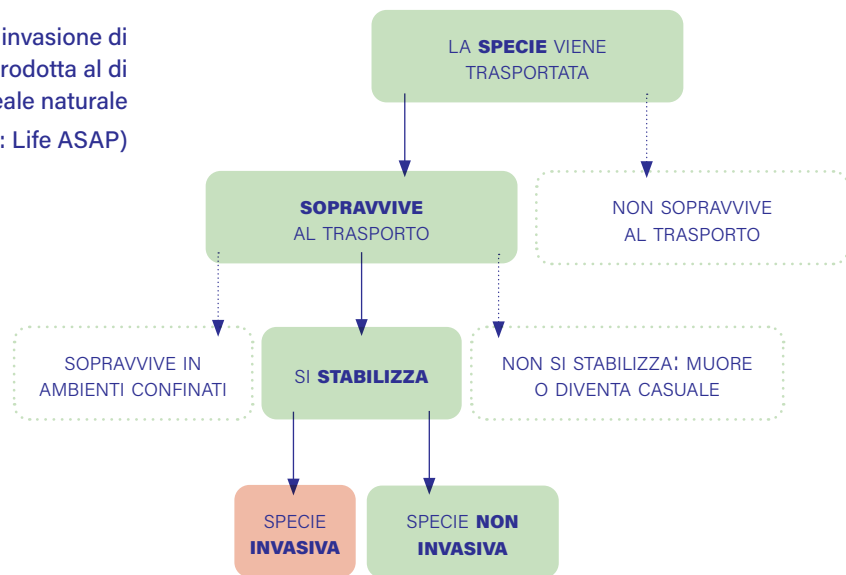 invasione di
rodotta al di
eale naturale
: Life ASAP)
LA SPECIE VIENE
TRASPORTATA
SOPRAVVIVE
AL TRASPORTO
NON SOPRAVVIVE
AL TRASPORTO
SOPRAVVIVE IN
AMBIENTI CONFINATI
SI STABILIZZA
NON SI STABILIZZA: MUORE
O DIVENTA CASUALE
SPECIE
INVASIVA
SPECIE NON
INVASIVA